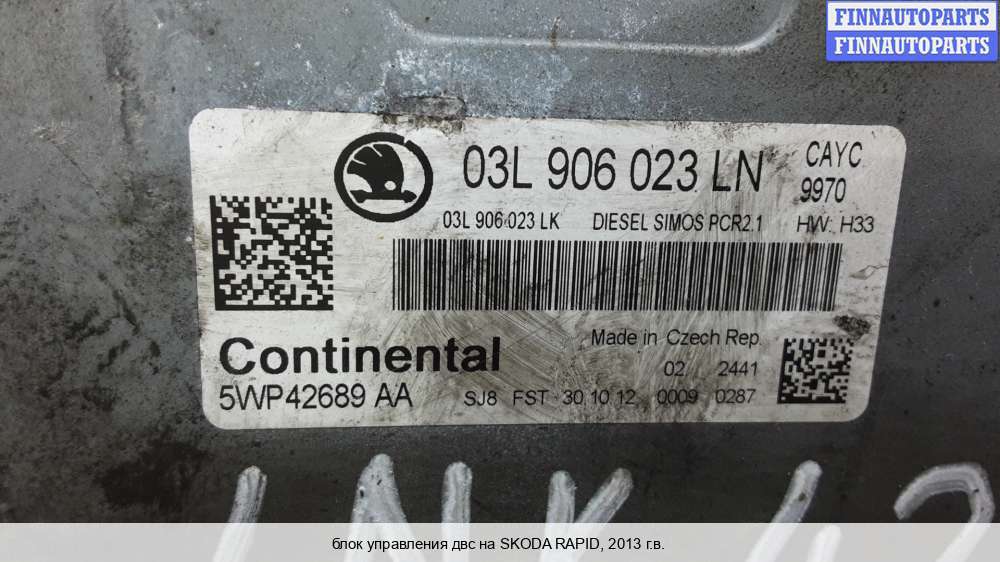 FINNAUTOPARTS
FINNAUTOPARTS
03L 906 023 LN
CAYC
9970
03L 906 023 LK DIESEL SIMOS PCR2.1 HW: H33
Continental
Made in Czech Rep.
02 2441
5WP42689 AA
SJ8 FST 30.10.12 0009 0287
блок управления двс на SKODA RAPID, 2013 г.в.